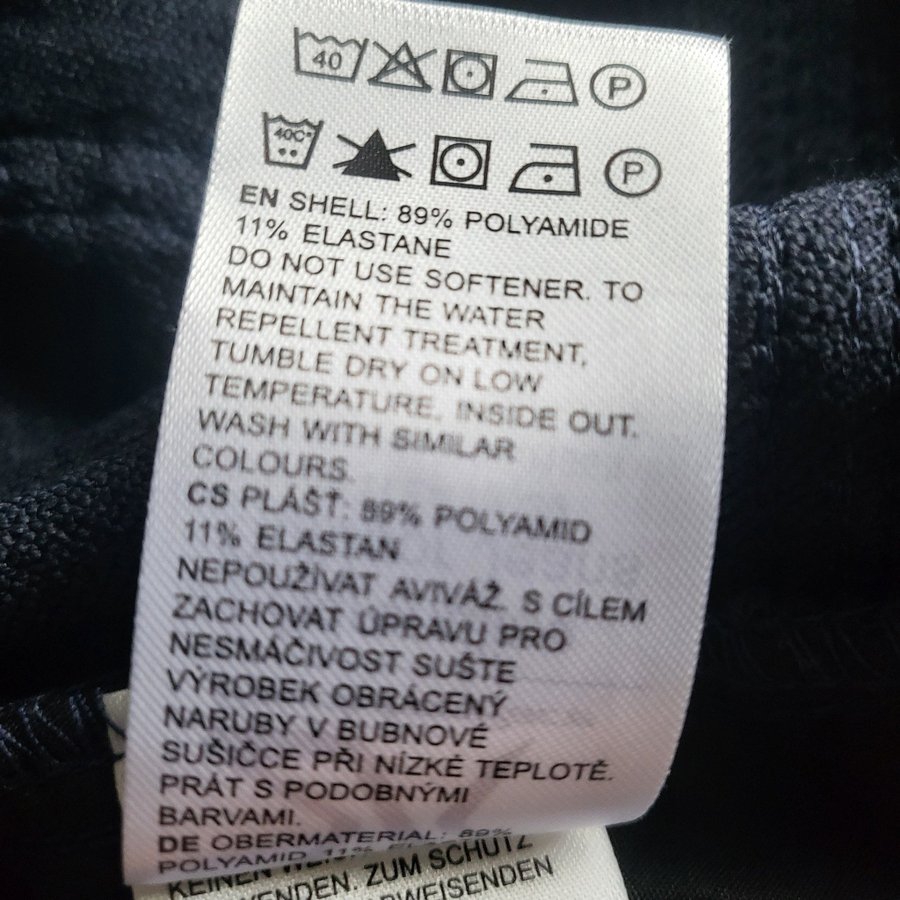 40 P
40C° P
EN SHELL: 89% POLYAMIDE
11% ELASTANE
DO NOT USE SOFTENER. TO
MAINTAIN THE WATER
REPELLENT TREATMENT,
TUMBLE DRY ON LOW
TEMPERATURE, INSIDE OUT.
WASH WITH SIMILAR
COLOURS.
CS PLÁŠŤ: 89% POLYAMID
11% ELASTAN
NEPOUŽÍVAT AVIVÁŽ. S CÍLEM
ZACHOVAT ÚPRAVU PRO
NESMÁČIVOST SUŠTE
VÝROBEK OBRÁCENÝ
NARUBY V BUBNOVÉ
SUŠIČCE PŘI NÍZKÉ TEPLOTĚ.
PRÁT S PODOBNÝMI
BARVAMI.
DE OBERMATERIAL: 89%
POLYAMID 11%
KEINEN
ZUM SCHUTZ